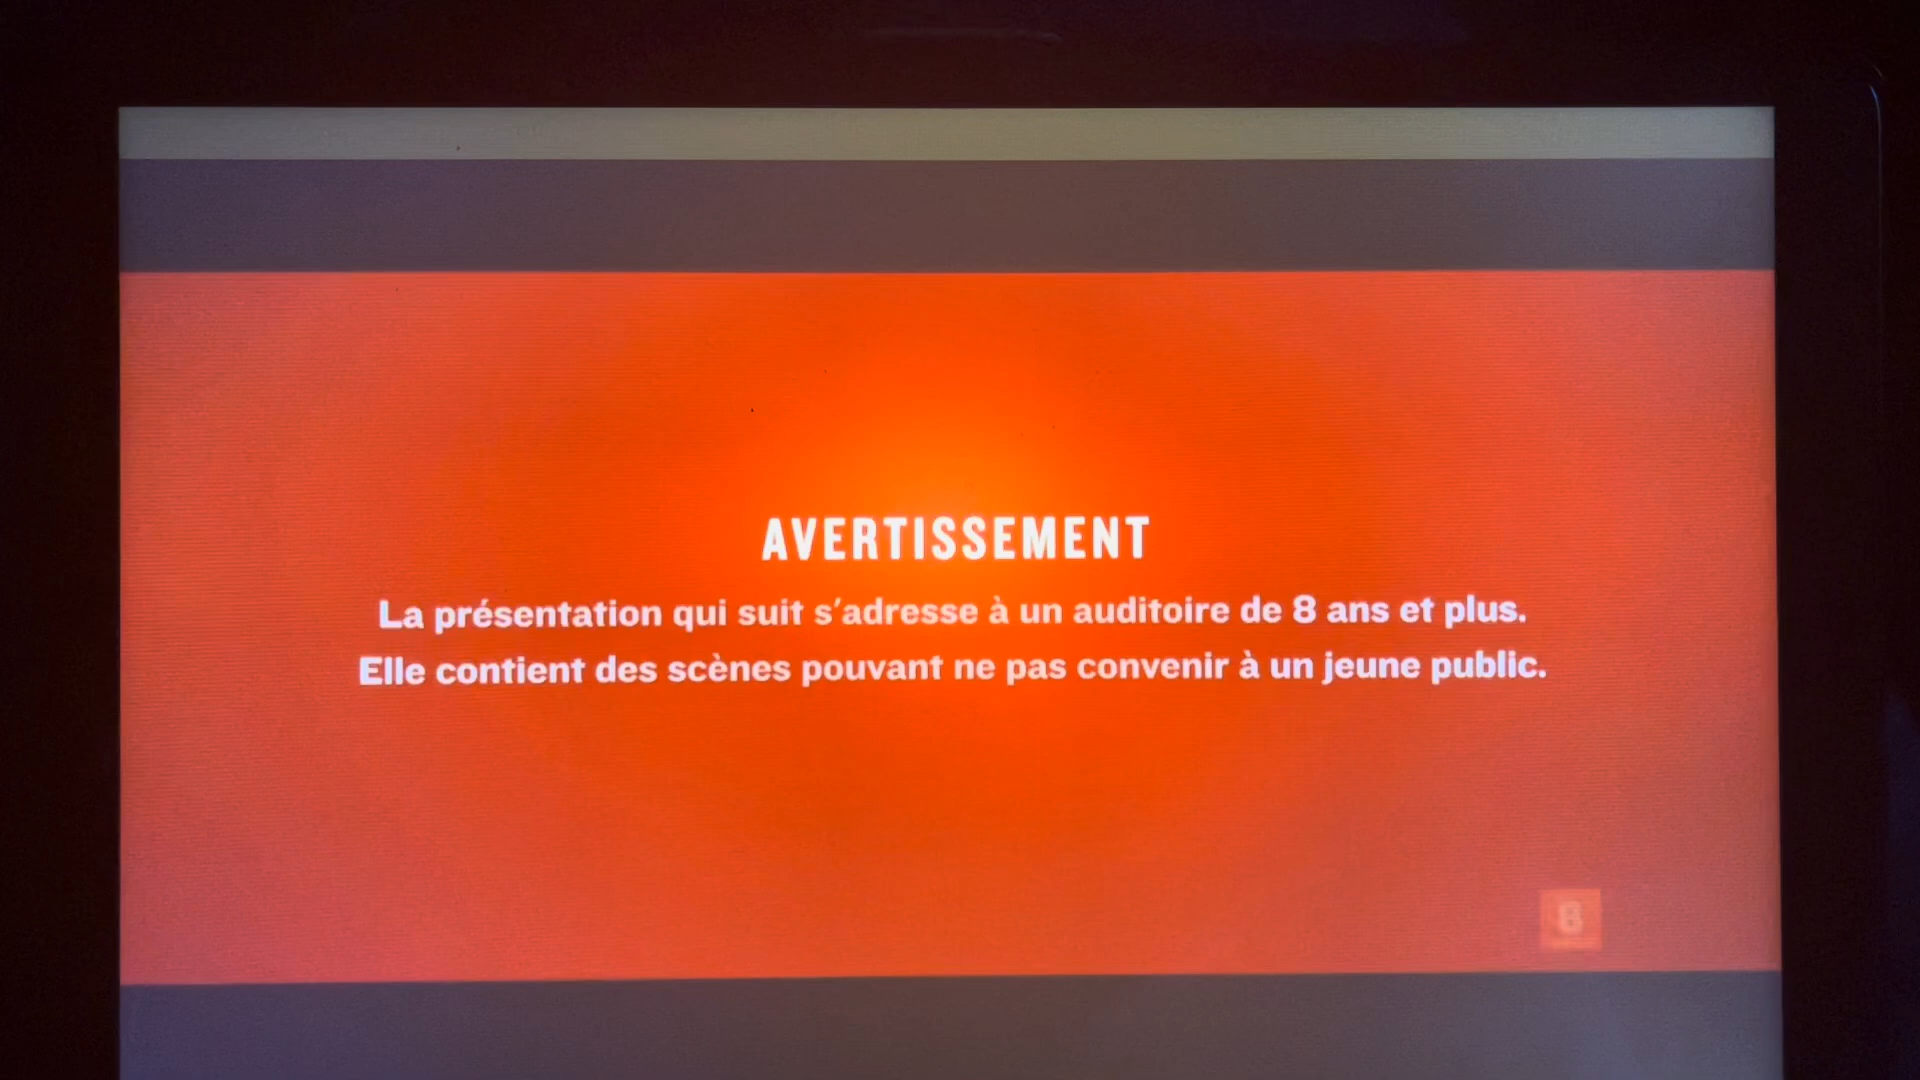 AVERTISSEMENT
La présentation qui suit s'adresse à un auditoire de 8 ans et plus.
Elle contient des scènes pouvant ne pas convenir à un jeune public.